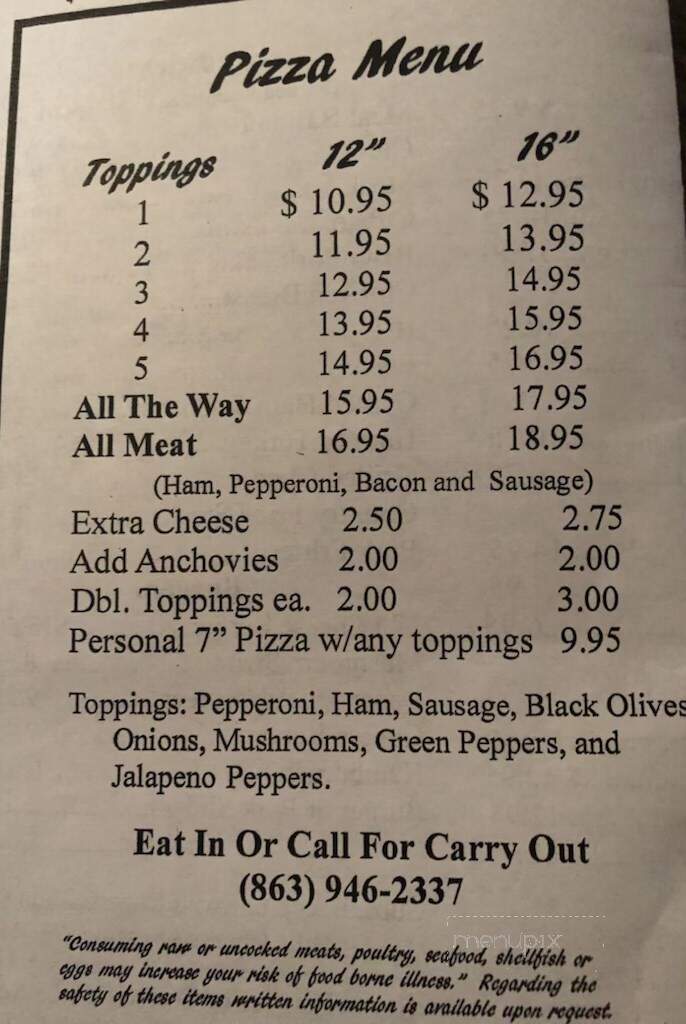 Pizza Menu
Toppings 12” 16”
1 $ 10.95 $ 12.95
2 11.95 13.95
3 12.95 14.95
4 13.95 15.95
5 14.95 16.95
All The Way 15.95 17.95
All Meat 16.95 18.95
(Ham, Pepperoni, Bacon and Sausage)
Extra Cheese 2.50 2.75
Add Anchovies 2.00 2.00
Dbl. Toppings ea. 2.00 3.00
Personal 7” Pizza w/any toppings 9.95
Toppings: Pepperoni, Ham, Sausage, Black Olives
Onions, Mushrooms, Green Peppers, and
Jalapeno Peppers.
Eat In Or Call For Carry Out
(863) 946-2337
menupix
“Consuming raw or uncocked meats, poultry, seafood, shellfish or
eggs may increase your risk of food borne illness.” Regarding the
safety of these items written information is available upon request.